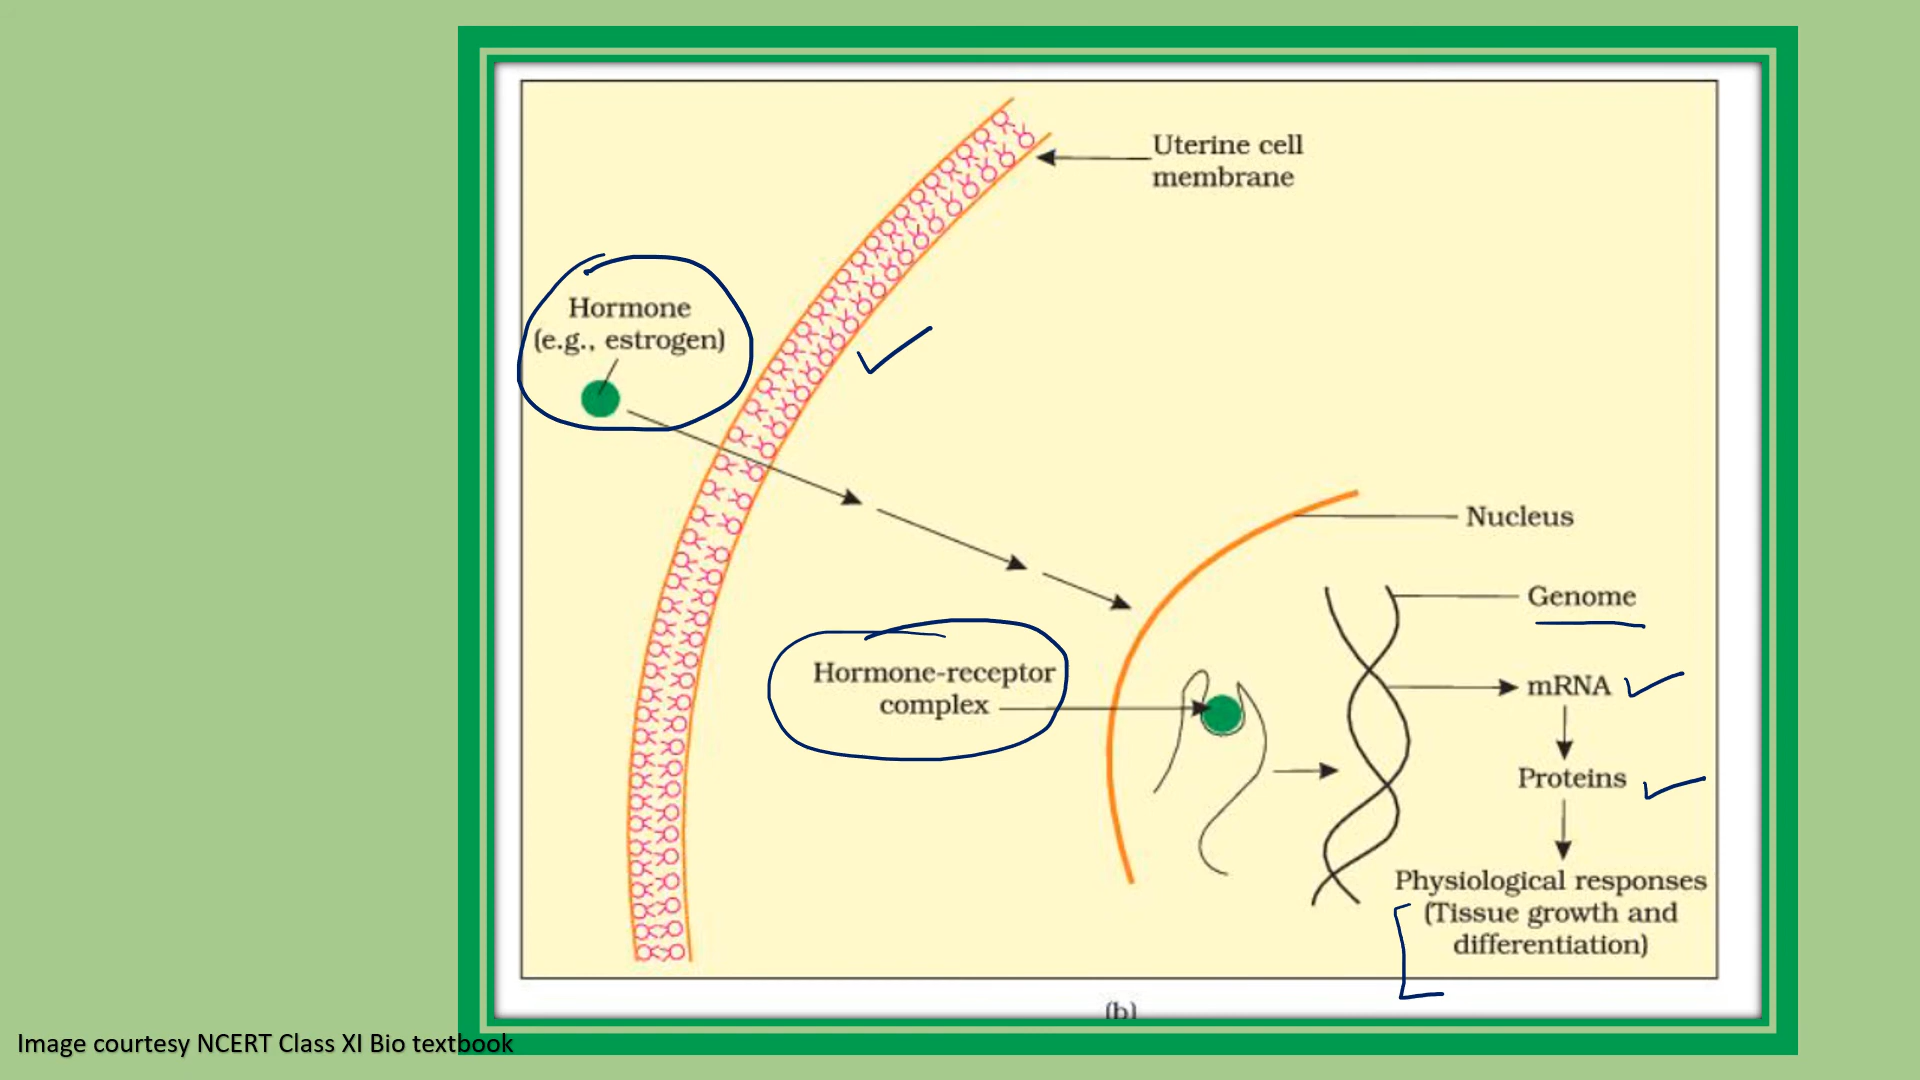 Uterine cell
membrane
Hormone
(e.g., estrogen)
Nucleus
Genome
Hormone-receptor
complex
mRNA
Proteins
Physiological responses
(Tissue growth and
differentiation)
(b)
Image courtesy NCERT Class XI Bio textbook